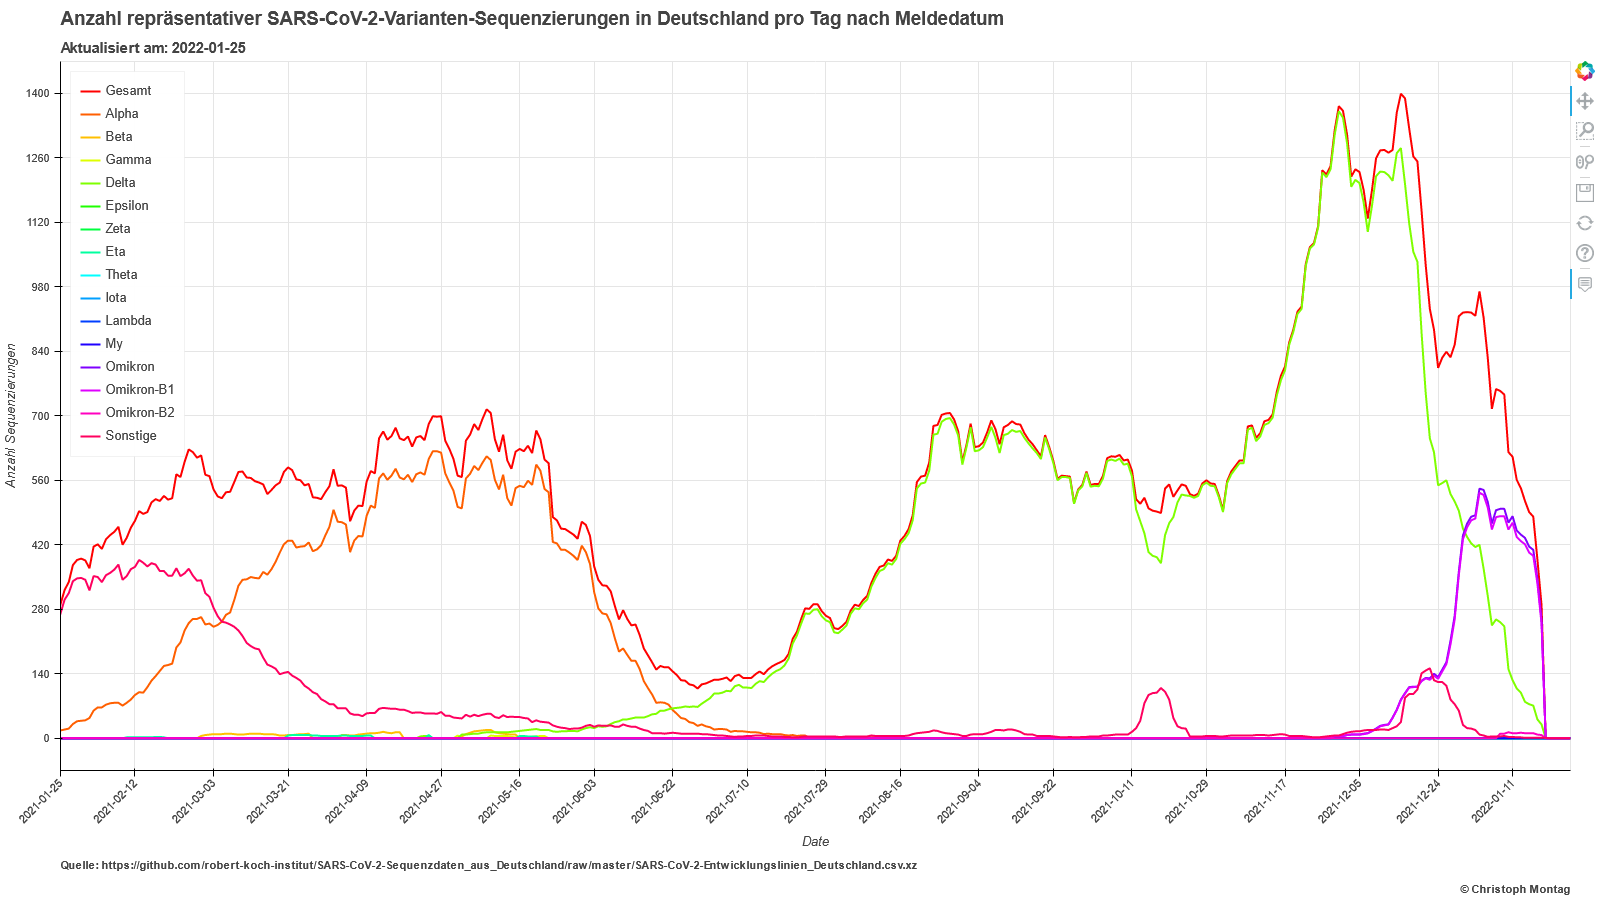 Anzahl repräsentativer SARS-CoV-2-Varianten-Sequenzierungen in Deutschland pro Tag nach Meldedatum
Aktualisiert am: 2022-01-25
Gesamt
Alpha
Beta
Gamma
Delta
Epsilon
Zeta
Eta
Theta
Iota
Lambda
My
Omikron
Omikron-B1
Omikron-B2
Sonstige
1400
1260
1120
980
840
700
560
420
280
140
0
Anzahl Sequenzierungen
2021-01-25
2021-02-12
2021-03-03
2021-03-21
2021-04-09
2021-04-27
2021-05-16
2021-06-03
2021-06-22
2021-07-10
2021-07-29
2021-08-16
2021-09-04
2021-09-22
2021-10-11
2021-10-29
2021-11-17
2021-12-05
2021-12-24
2022-01-11
Date
Quelle: https://github.com/robert-koch-institut/SARS-CoV-2-Sequenzdaten_aus_Deutschland/raw/master/SARS-CoV-2-Entwicklungslinien_Deutschland.csv.xz
© Christoph Montag